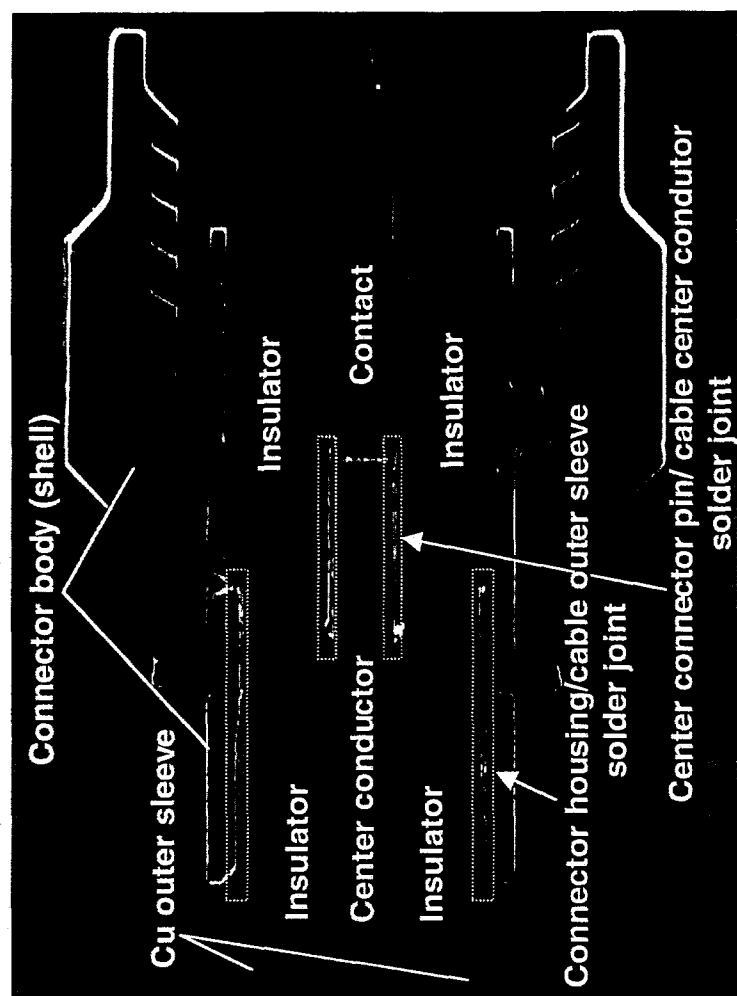 Connector body (shell)
Cu outer sleeve
Insulator
Contact
Insulator
Insulator
Center conductor
Insulator
Connector housing/cable outer sleeve
solder joint
Center connector pin/ cable center condutor
solder joint